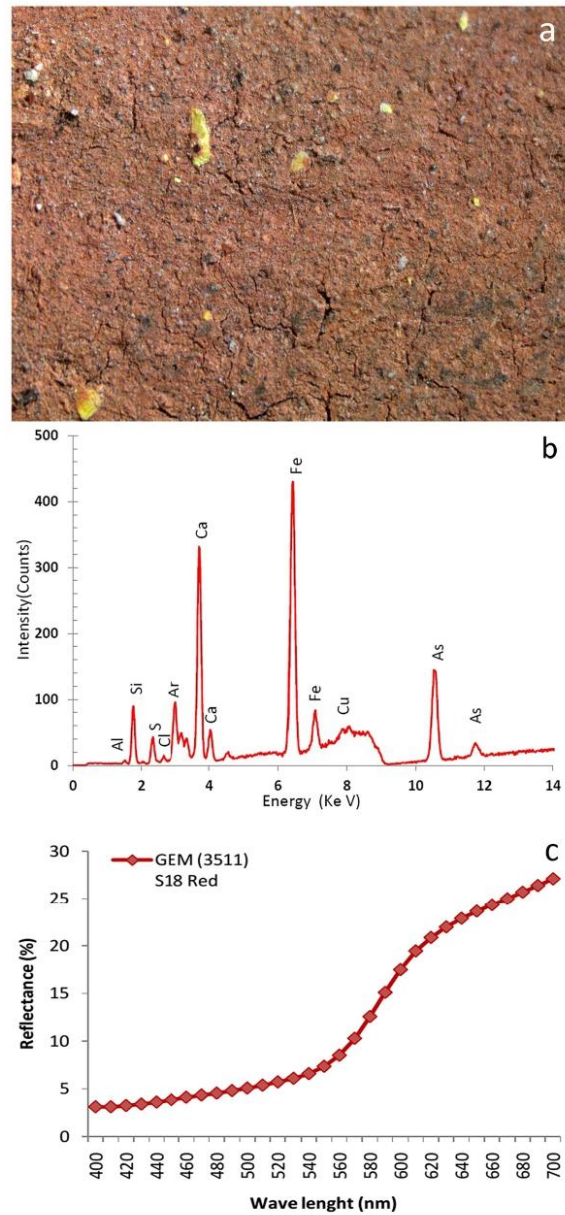 a
b
500
400
300
200
100
0
Intensity(Counts)
Al
Si
S
Cl
Ar
Ca
Ca
Fe
Fe
Cu
As
As
0 2 4 6 8 10 12 14
Energy (Ke V)
c
GEM (3511)
S18 Red
30
25
20
15
10
5
0
Reflectance (%)
400 420 440 460 480 500 520 540 560 580 600 620 640 660 680 700
Wave lenght (nm)